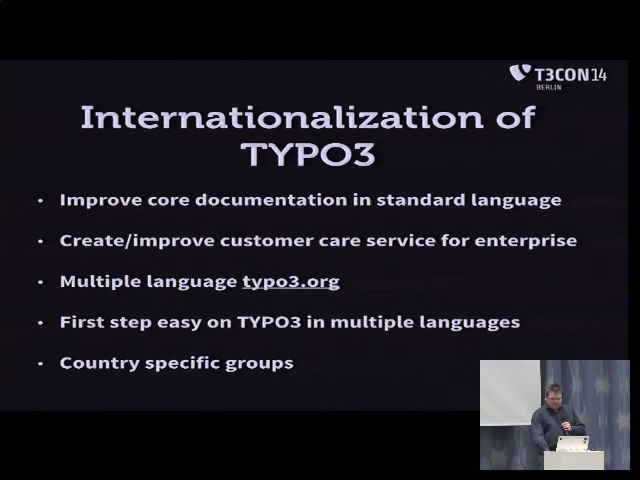 T3CON14
BERLIN
Internationalization of
TYPO3
• Improve core documentation in standard language
• Create/improve customer care service for enterprise
• Multiple language typo3.org
• First step easy on TYPO3 in multiple languages
• Country specific groups